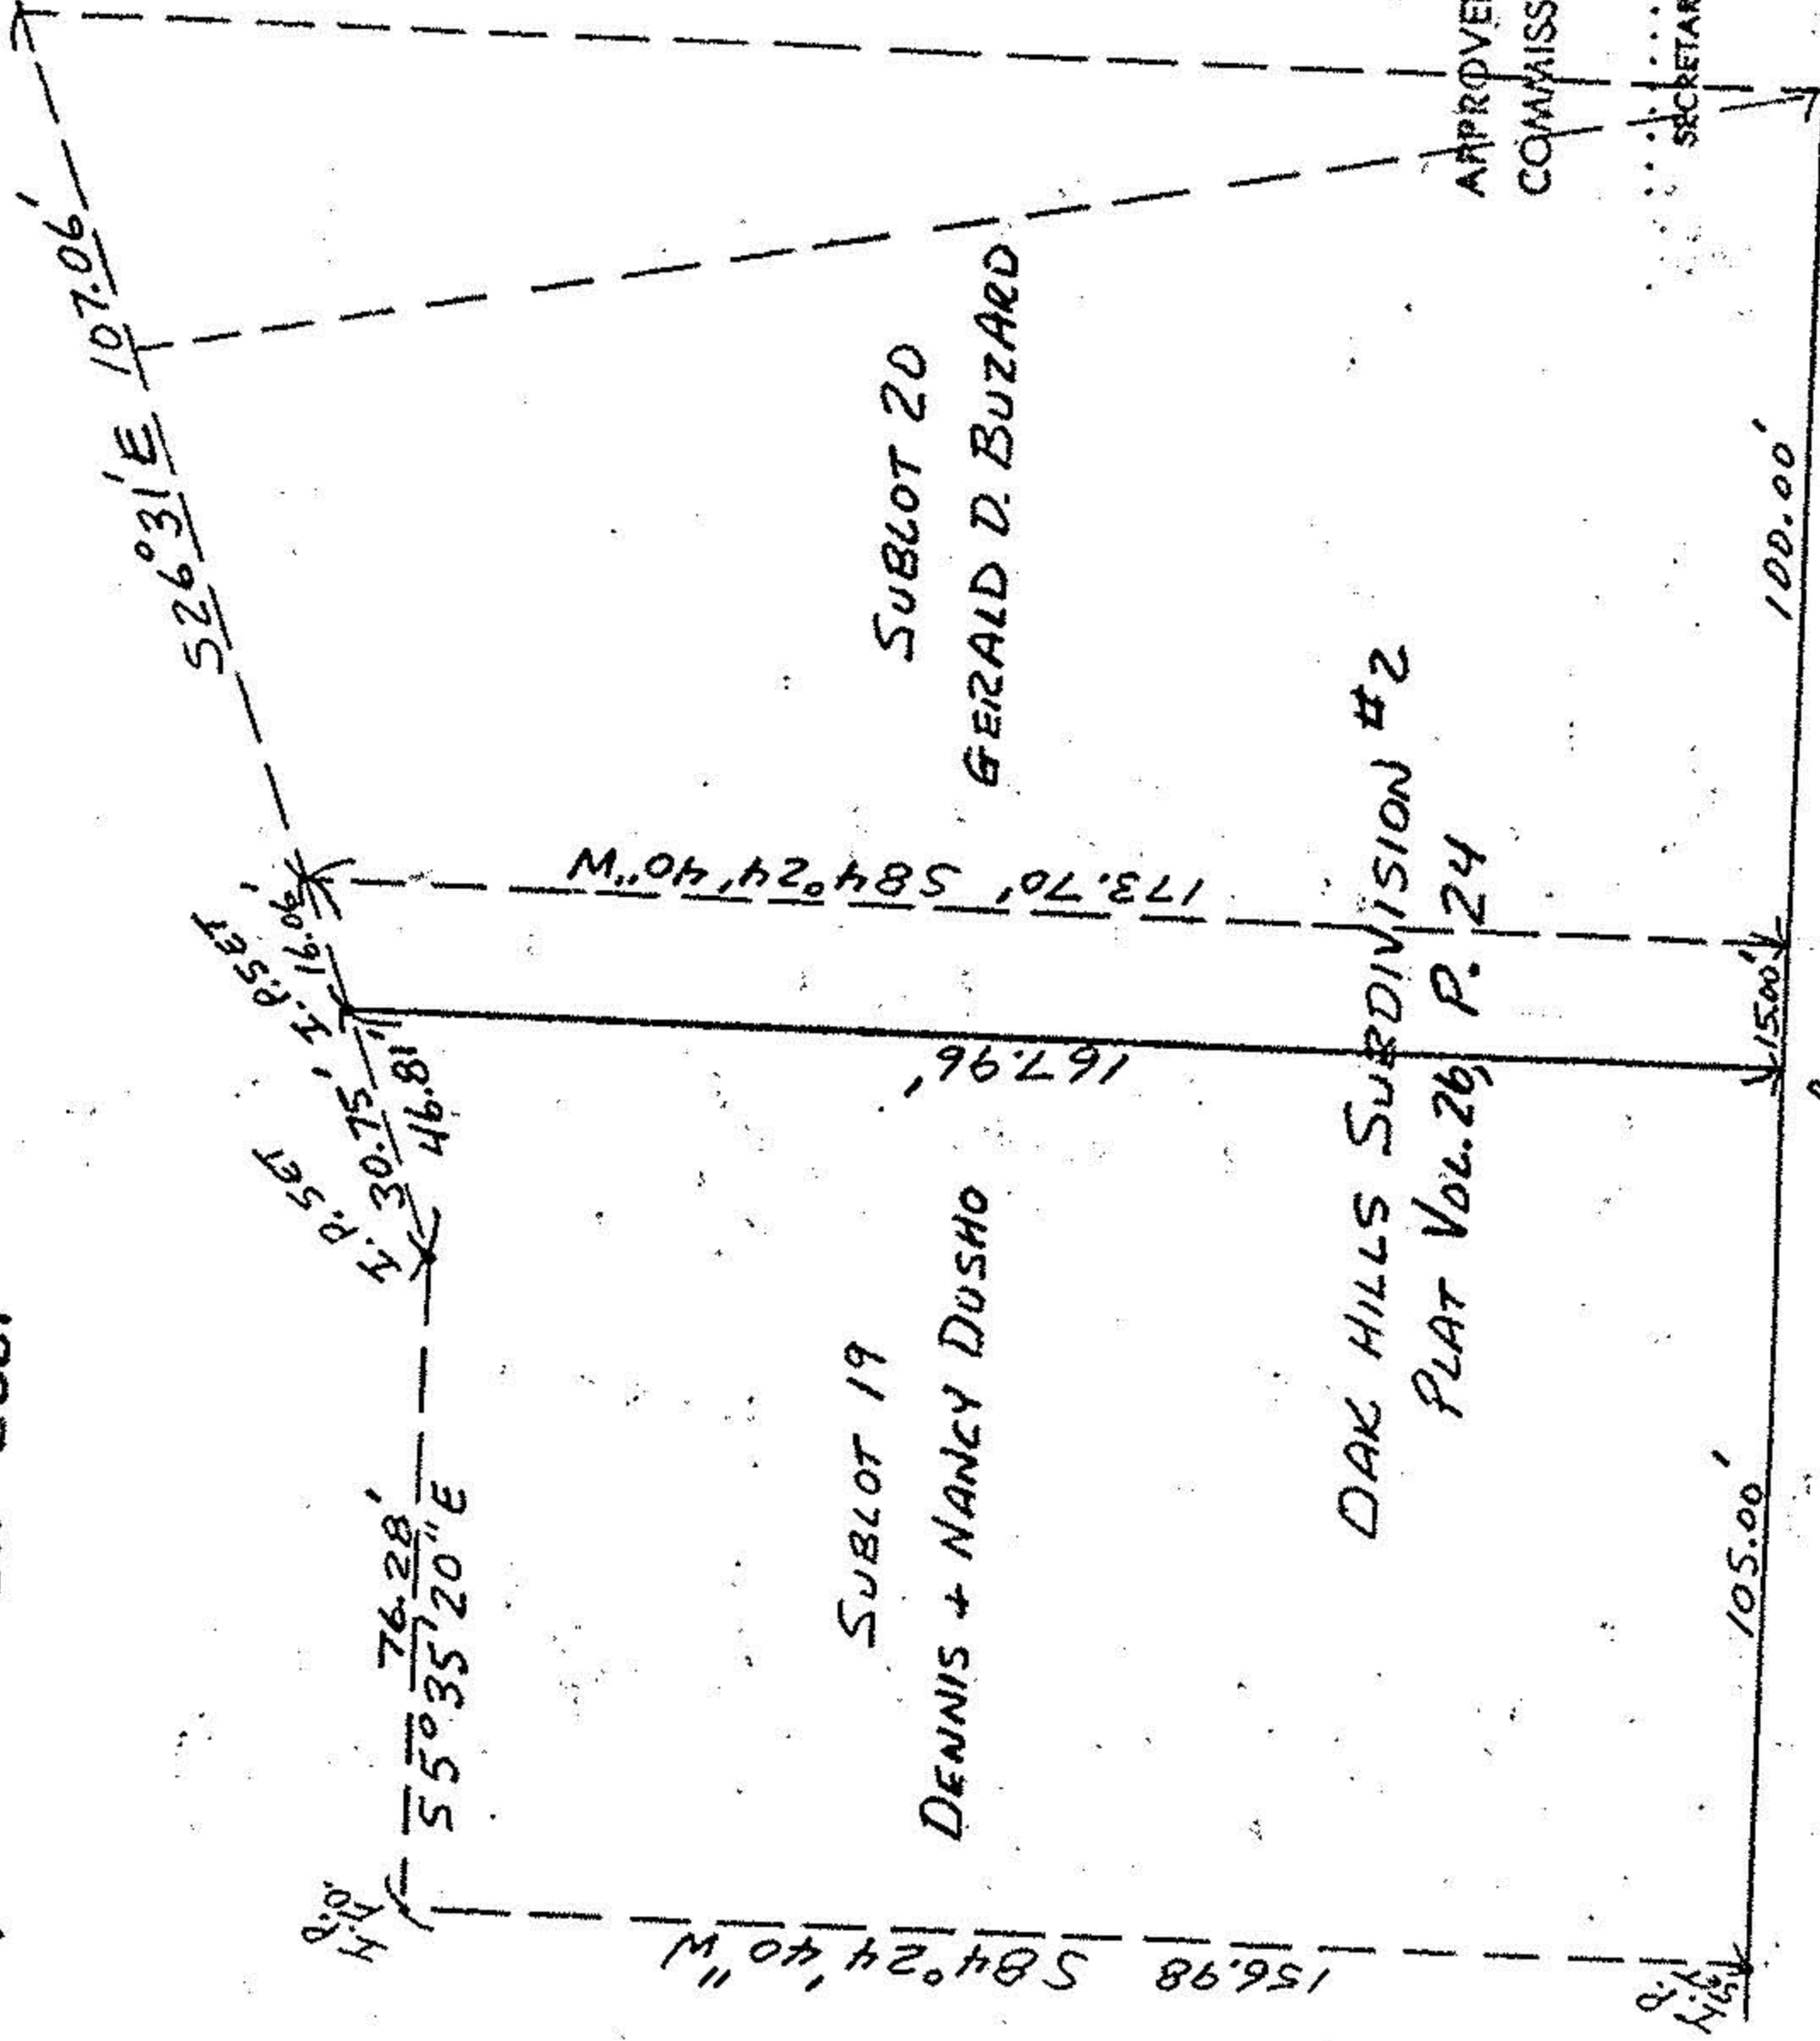 S26°31'E 107.06'
I. P. SET
16.06'
I. P. SET
30.75'
46.81'
76.28'
S5°35'20"E
I.P.
FD.
SUBLOT 20
GERALD D. BUZARD
173.70' S84°24'40"W
167.96'
SUBLOT 19
DENNIS + NANCY DUSHO
156.98 S84°24'40"W
OAK HILLS SUBDIVISION #2
PLAT VOL. 26, P. 24
APPROVE
COMMISS
SECRETAR
100.00'
15.00'
105.00'